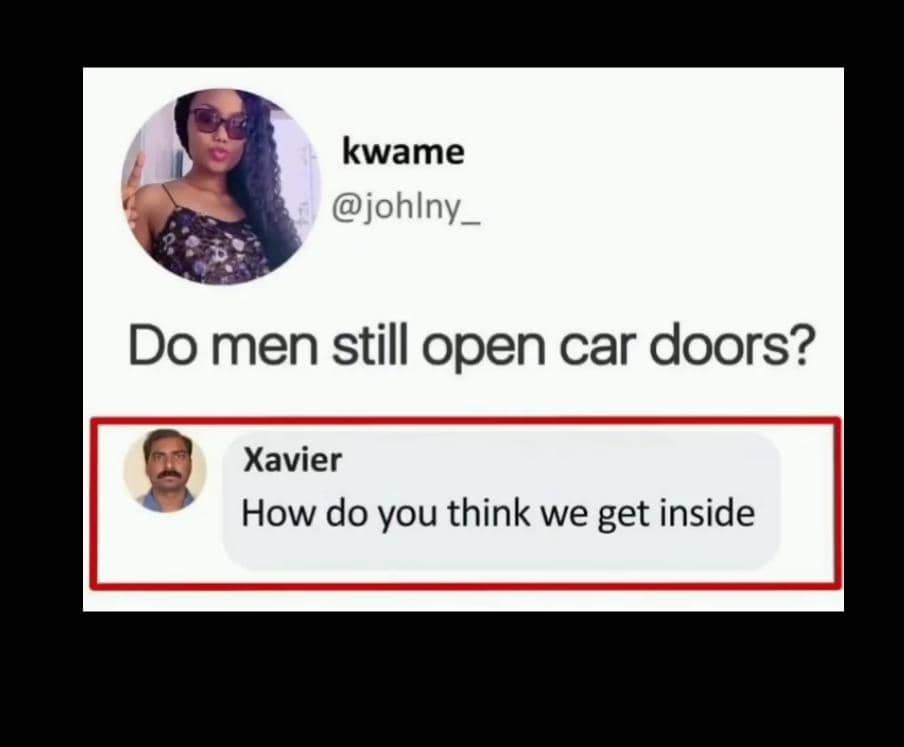 kwame
@johlny_
Do men still open car doors?
Xavier
How do you think we get inside